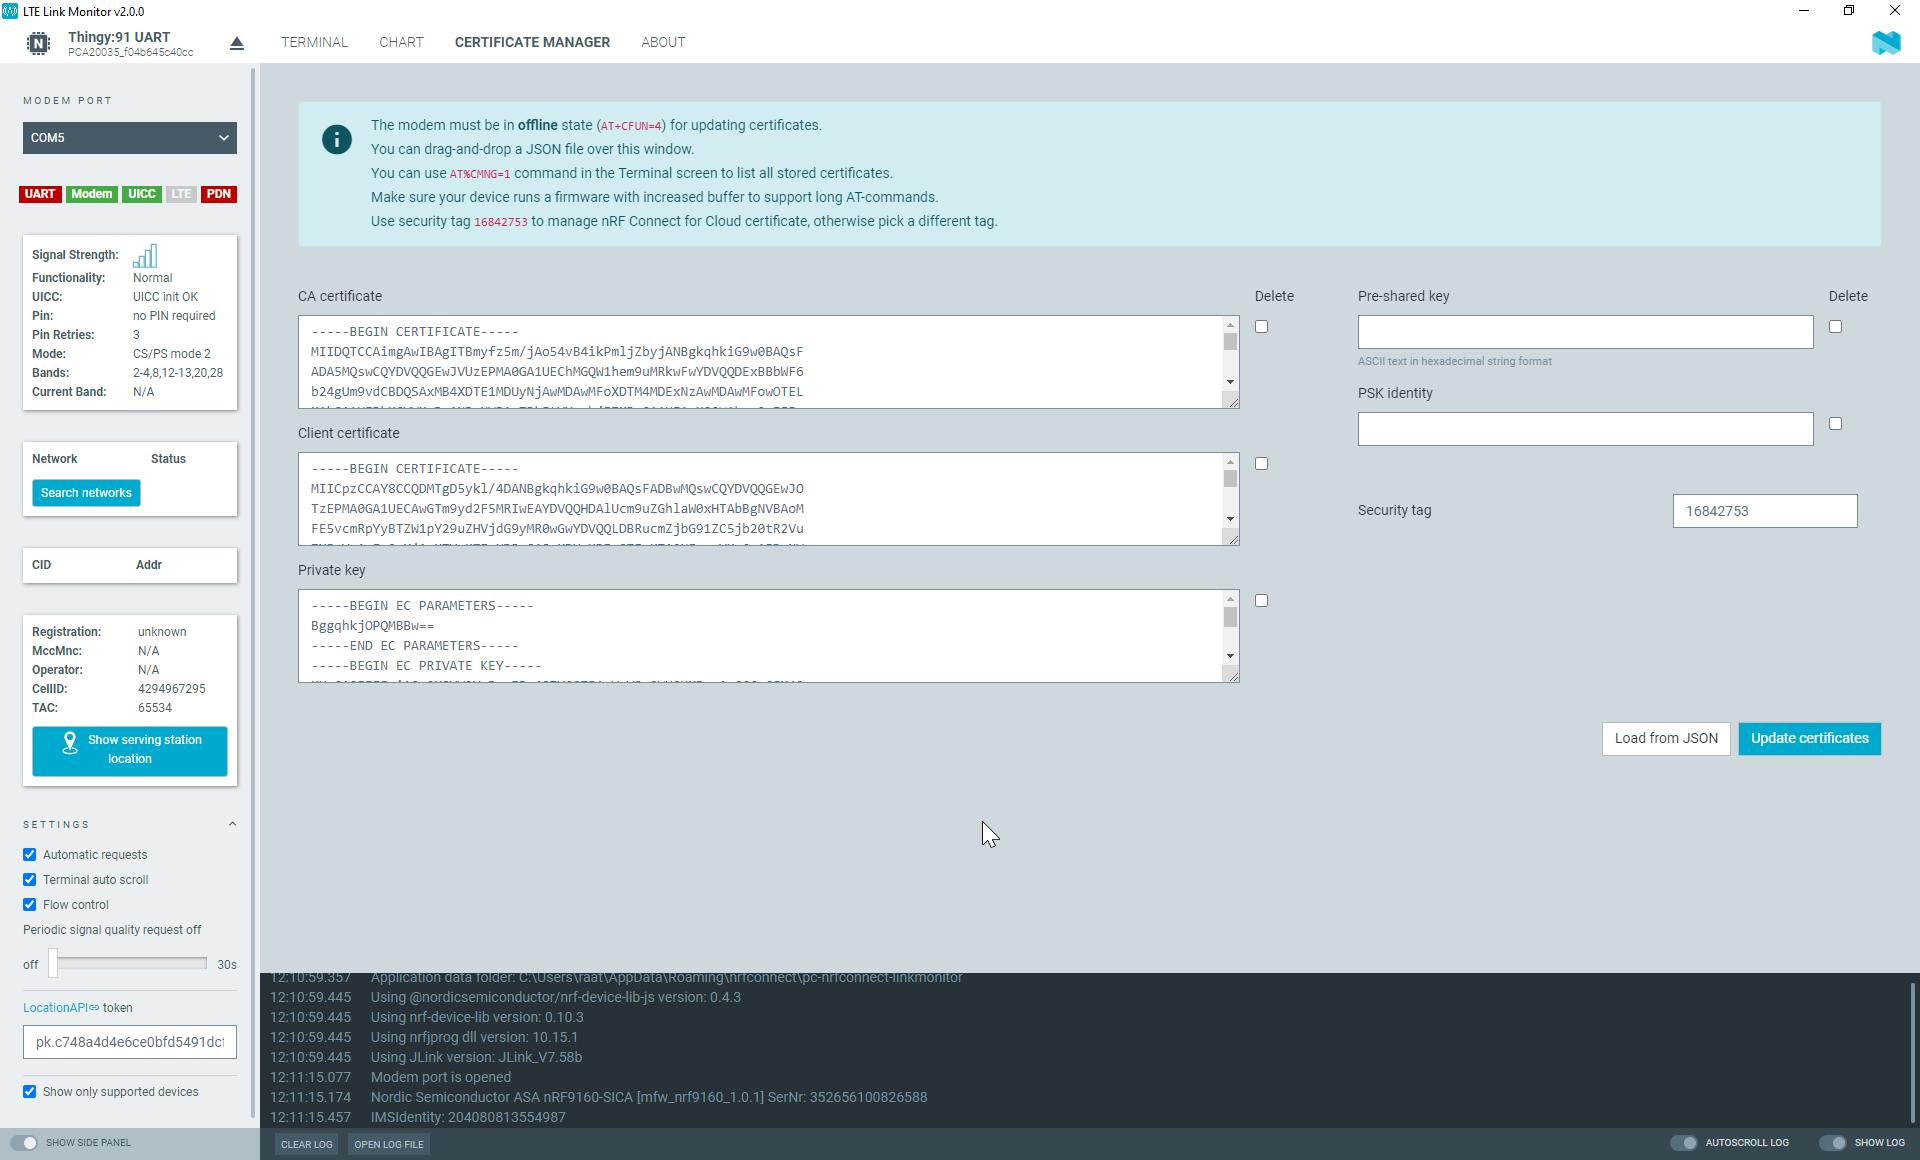 LTE Link Monitor v2.0.0
Thingy:91 UART
PCA20035_f04b645c40cc
TERMINAL
CHART
CERTIFICATE MANAGER
ABOUT
MODEM PORT
COM5
UART Modem UICC LTE PDN
Signal Strength:
Functionality: Normal
UICC: UICC init OK
Pin: no PIN required
Pin Retries: 3
Mode: CS/PS mode 2
Bands: 2-4,8,12-13,20,28
Current Band: N/A
Network Status
Search networks
CID Addr
Registration: unknown
MccMnc: N/A
Operator: N/A
CellID: 4294967295
TAC: 65534
Show serving station
location
SETTINGS
Automatic requests
Terminal auto scroll
Flow control
Periodic signal quality request off
off 30s
LocationAPI token
pk.c748a4d4e6ce0bfd5491dc
Show only supported devices
SHOW SIDE PANEL
The modem must be in offline state (AT+CFUN=4) for updating certificates.
You can drag-and-drop a JSON file over this window.
You can use AT%CMNG=1 command in the Terminal screen to list all stored certificates.
Make sure your device runs a firmware with increased buffer to support long AT-commands.
Use security tag 16842753 to manage nRF Connect for Cloud certificate, otherwise pick a different tag.
CA certificate Delete
-----BEGIN CERTIFICATE-----
MIIDQTCCAimgAwIBAgITBmyfz5m/jAo54vB4ikPmljZbyjANBgkqhkiG9w0BAQsF
ADA5MQswCQYDVQQGEwJVUzEPMA0GA1UEChMGQW1hem9uMRkwFwYDVQQDExBBbWF6
b24gUm9vdCBDQSAxMB4XDTE1MDUyNjAwMDAwMFoXDTM4MDExNzAwMDAwMFowOTEL
Client certificate
-----BEGIN CERTIFICATE-----
MIICpzCCAY8CCQDMTgD5ykl/4DANBgkqhkiG9w0BAQsFADBwMQswCQYDVQQGEwJO
TzEPMA0GA1UECAwGTm9yd2F5MRIwEAYDVQQHDAlUcm9uZGhlaW0xHTAbBgNVBAoM
FE5vcmRpYyBTZW1pY29uZHVjdG9yMR0wGwYDVQQLDBRucmZjbG91ZC5jb20tR2Vu
Private key
-----BEGIN EC PARAMETERS-----
BggqhkjOPQMBBw==
-----END EC PARAMETERS-----
-----BEGIN EC PRIVATE KEY-----
Pre-shared key Delete
ASCII text in hexadecimal string format
PSK identity
Security tag 16842753
Load from JSON
Update certificates
12:10:59.357 Application data folder: C:\Users\raat\AppData\Roaming\nrfconnect\pc-nrfconnect-linkmonitor
12:10:59.445 Using @nordicsemiconductor/nrf-device-lib-js version: 0.4.3
12:10:59.445 Using nrf-device-lib version: 0.10.3
12:10:59.445 Using nrfjprog dll version: 10.15.1
12:10:59.445 Using JLink version: JLink_V7.58b
12:11:15.077 Modem port is opened
12:11:15.174 Nordic Semiconductor ASA nRF9160-SICA [mfw_nrf9160_1.0.1] SerNr: 352656100826588
12:11:15.457 IMSIdentity: 204080813554987
CLEAR LOG
OPEN LOG FILE
AUTOSCROLL LOG
SHOW LOG